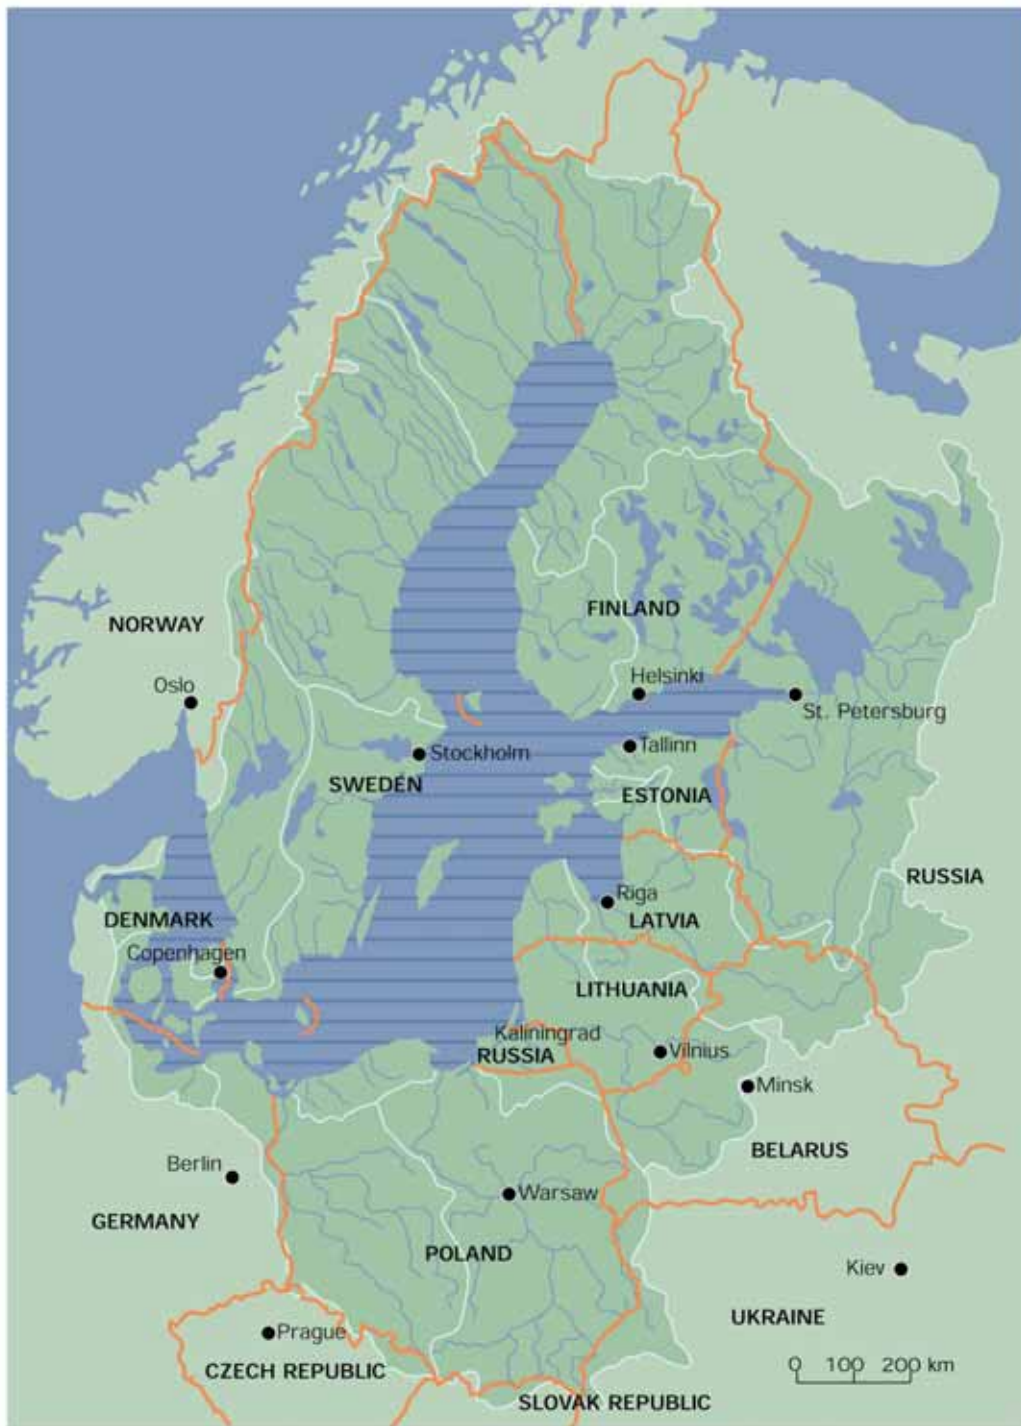 NORWAY
FINLAND
Oslo
Helsinki
St. Petersburg
Stockholm
Tallinn
SWEDEN
ESTONIA
RUSSIA
Riga
DENMARK
LATVIA
Copenhagen
LITHUANIA
Kaliningrad
RUSSIA
Vilnius
Minsk
BELARUS
Berlin
Warsaw
GERMANY
POLAND
Kiev
UKRAINE
Prague
CZECH REPUBLIC
0 100 200 km
SLOVAK REPUBLIC